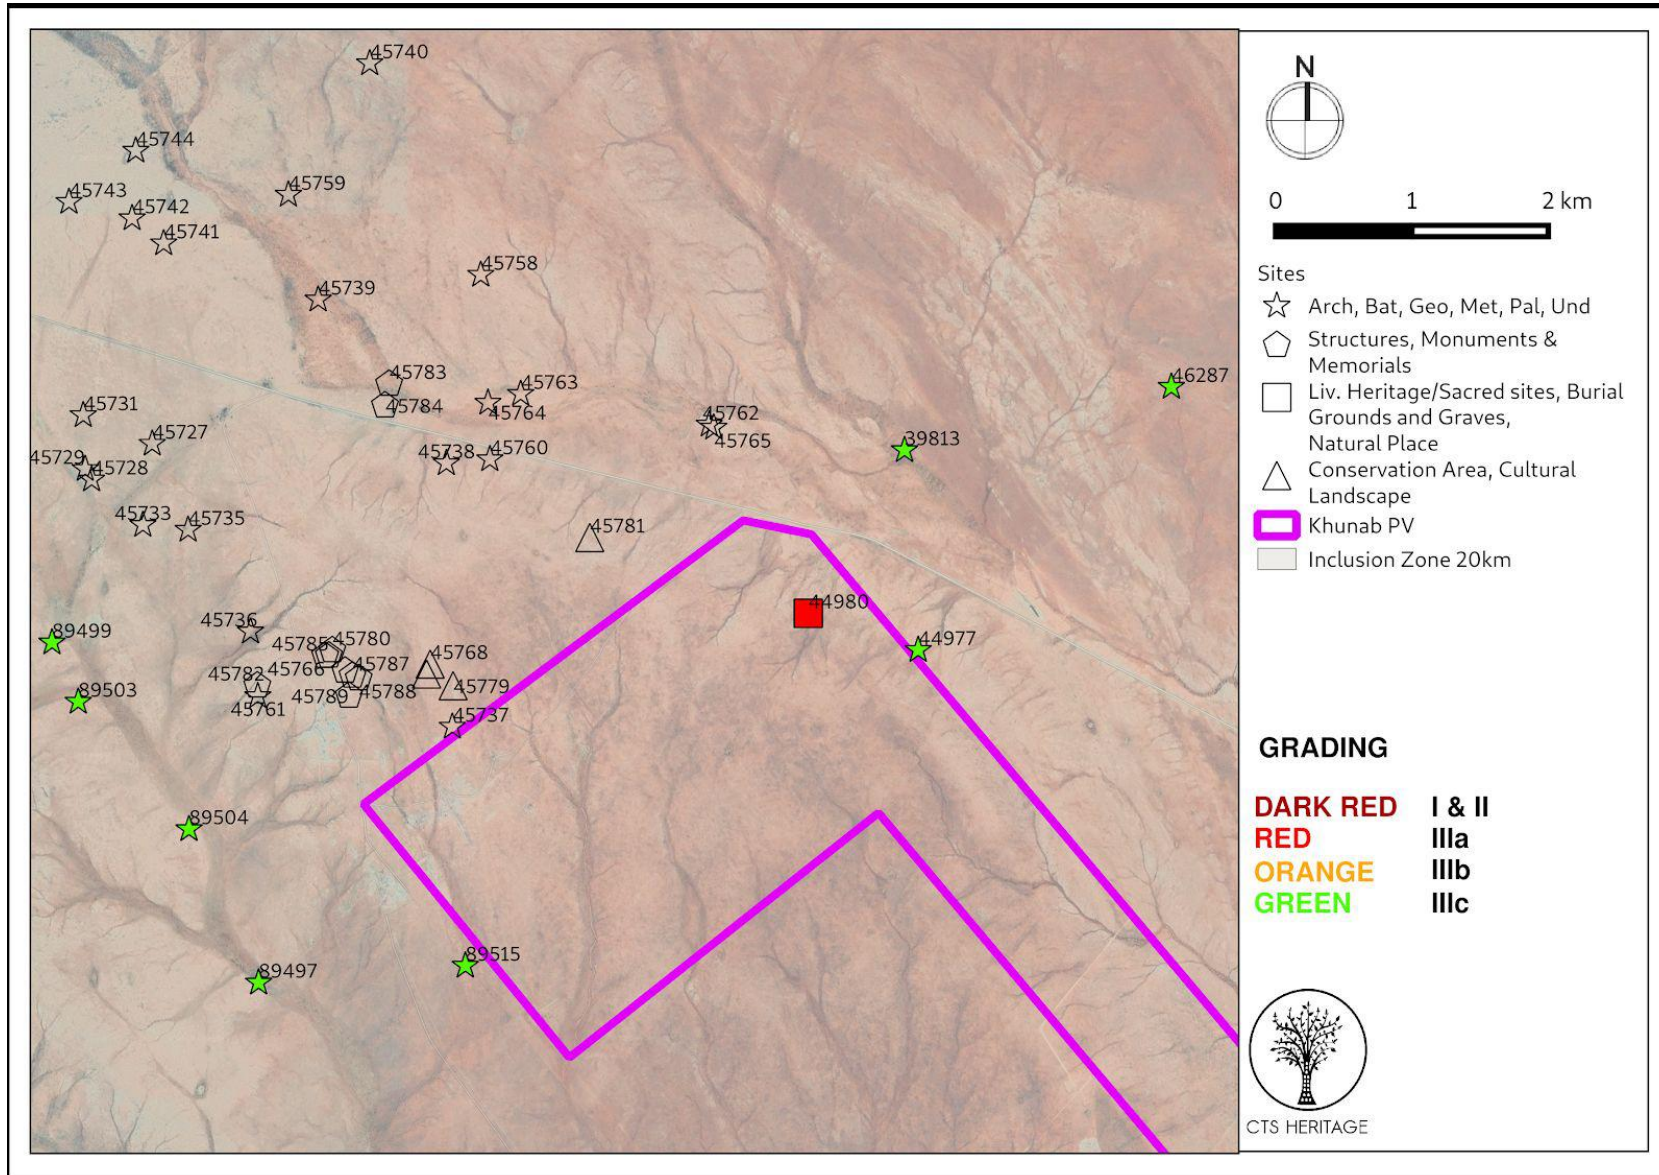 45740
45744
45759
45743
45742
45741
45758
45739
45783
45763
46287
45784
45764
45731
45762
45727
45765
39813
45729
45728
45738
45760
45733
45735
45781
44980
45736
89499
44977
45785
45780
45768
45782
45766
45787
45779
89503
45789
45788
45761
45737
89504
89515
89497
N
0 1 2 km
Sites
Arch, Bat, Geo, Met, Pal, Und
Structures, Monuments &
Memorials
Liv. Heritage/Sacred sites, Burial
Grounds and Graves,
Natural Place
Conservation Area, Cultural
Landscape
Khunab PV
Inclusion Zone 20km
GRADING
DARK RED I & II
RED IIIa
ORANGE IIIb
GREEN IIIc
CTS HERITAGE